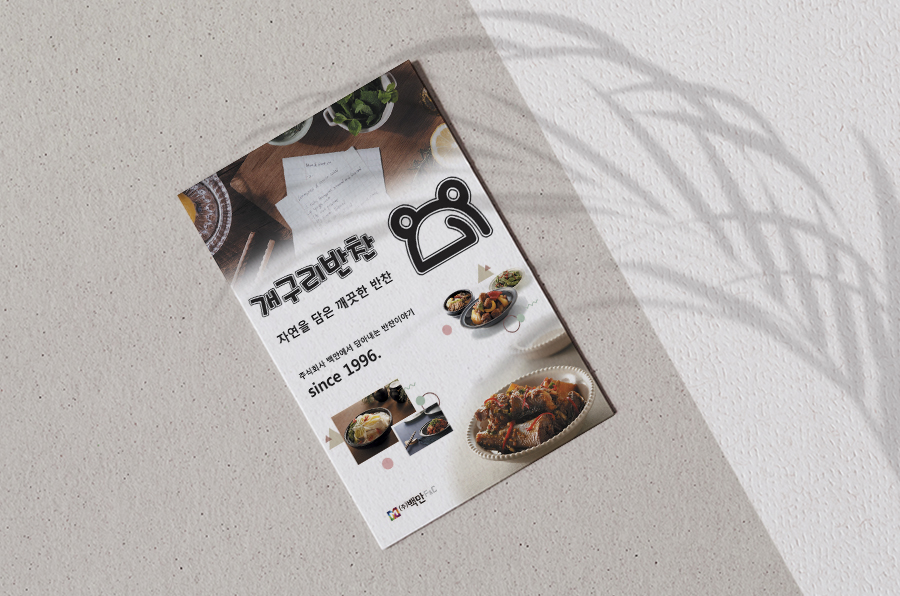 개구리반찬
자연을 담은 깨끗한 반찬
주식회사 백만에서 담아내는 반찬이야기
since 1996.
(주)백만F&C